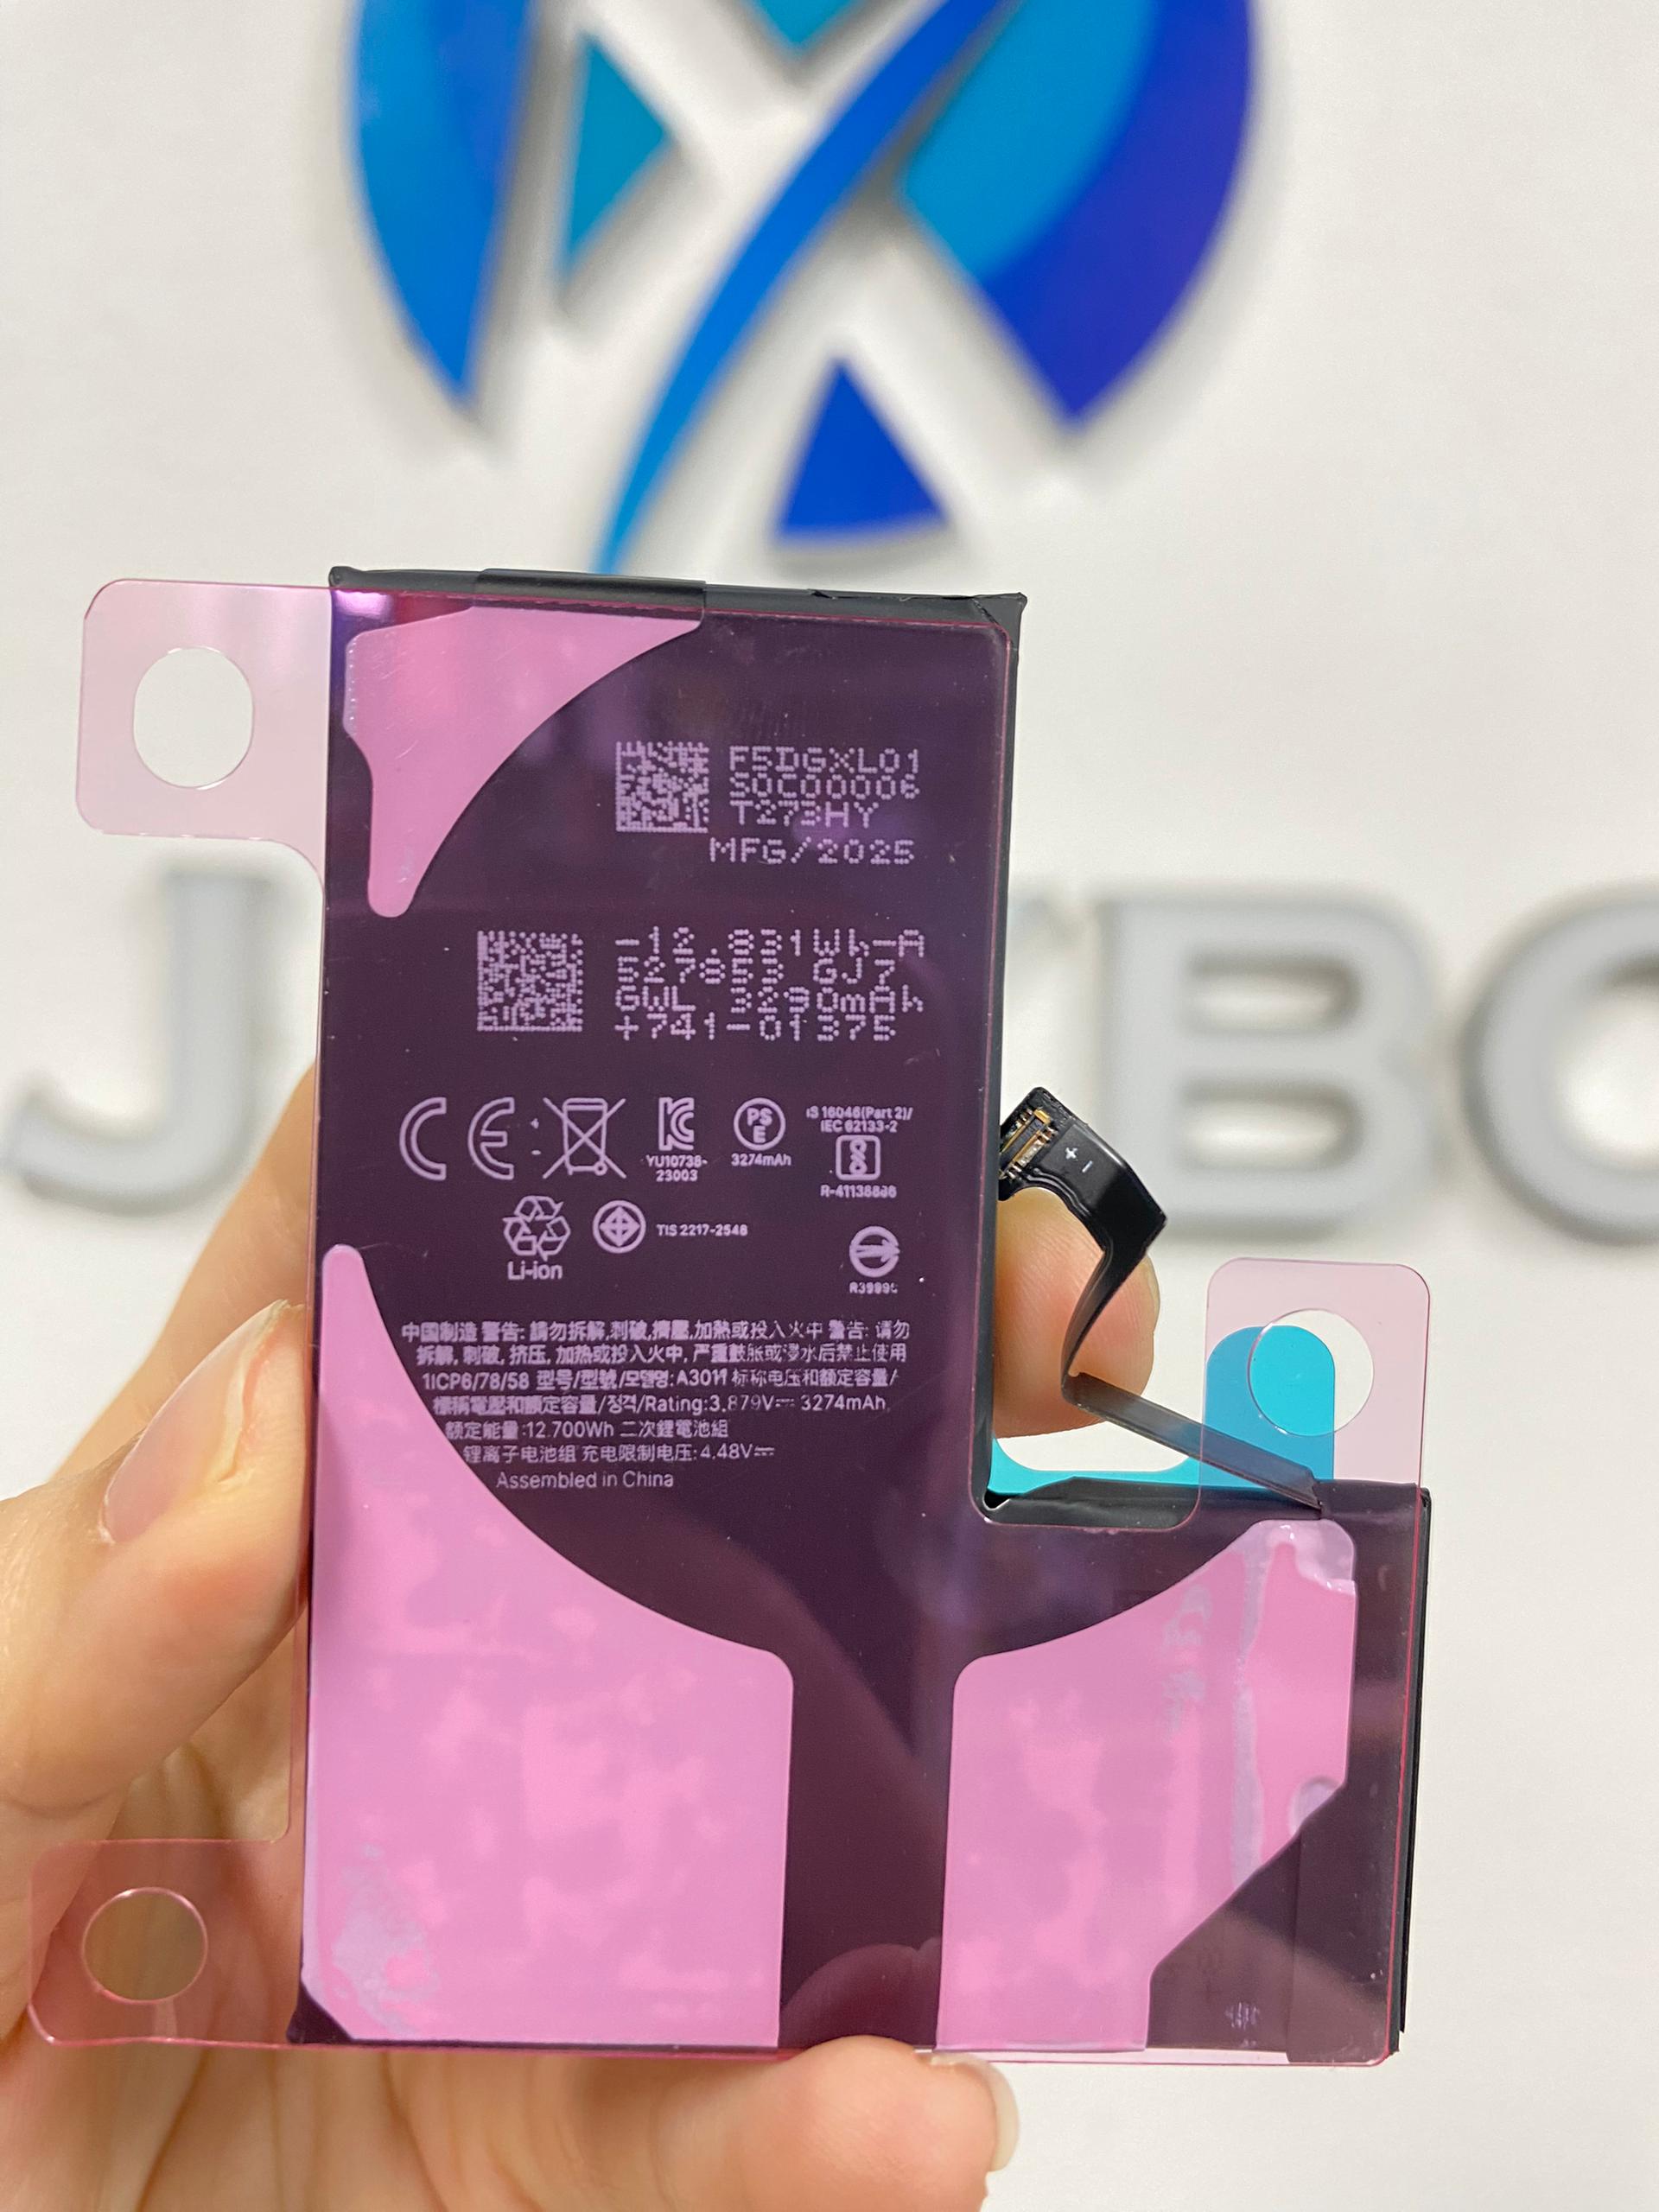 F5DGXL01
S0C00006
T273HY
MFG/2025
-12.831Wh-A
527853 GJ7
GWL 3290mAh
+741-01375
CE
KC
YU10738-
23003
PS
E
3274mAh
IS 16046(Part 2)/
IEC 62133-2
Li-ion
TIS 2217-2548
中国制造 警告: 請勿拆解,刺破,擠壓,加熱或投入火中 警告: 请勿
拆解, 刺破, 挤压, 加热或投入火中, 严重鼓胀或浸水后禁止使用
1ICP6/78/58 型号/型號/모델명: A3011 标称电压和额定容量/
標稱電壓和額定容量/정격/Rating:3.879V⎓ 3274mAh
额定能量:12.700Wh 二次鋰電池組
锂离子电池组 充电限制电压:4.48V⎓
Assembled in China
+
-
J
BC